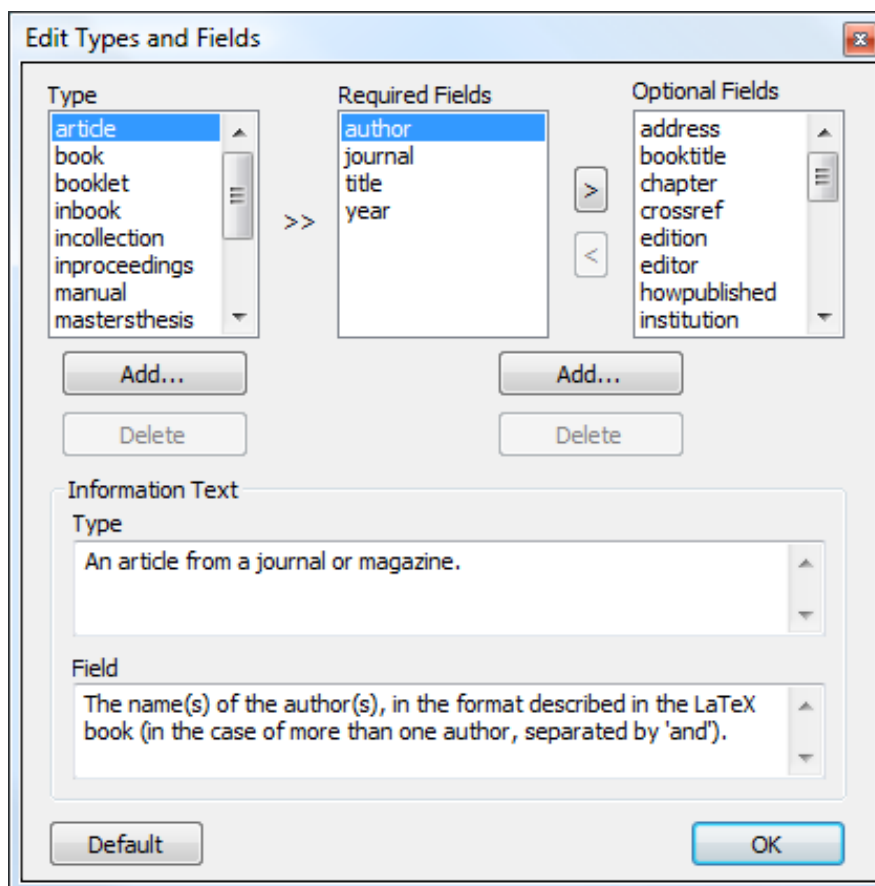 Edit Types and Fields
Type
article
book
booklet
inbook
incollection
inproceedings
manual
mastersthesis
>>
Required Fields
author
journal
title
year
>
<
Optional Fields
address
booktitle
chapter
crossref
edition
editor
howpublished
institution
Add...
Delete
Add...
Delete
Information Text
Type
An article from a journal or magazine.
Field
The name(s) of the author(s), in the format described in the LaTeX
book (in the case of more than one author, separated by 'and').
Default
OK